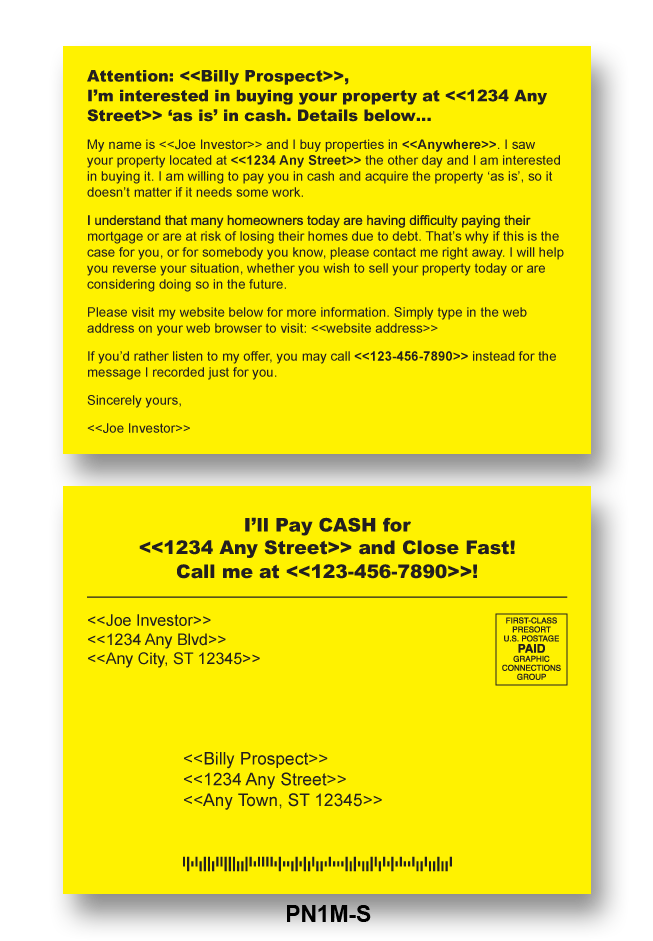 Attention: <<Billy Prospect>>,
I’m interested in buying your property at <<1234 Any
Street>> ‘as is’ in cash. Details below...
My name is <<Joe Investor>> and I buy properties in <<Anywhere>>. I saw
your property located at <<1234 Any Street>> the other day and I am interested
in buying it. I am willing to pay you in cash and acquire the property ‘as is’, so it
doesn’t matter if it needs some work.
I understand that many homeowners today are having difficulty paying their
mortgage or are at risk of losing their homes due to debt. That’s why if this is the
case for you, or for somebody you know, please contact me right away. I will help
you reverse your situation, whether you wish to sell your property today or are
considering doing so in the future.
Please visit my website below for more information. Simply type in the web
address on your web browser to visit: <<website address>>
If you’d rather listen to my offer, you may call <<123-456-7890>> instead for the
message I recorded just for you.
Sincerely yours,
<<Joe Investor>>
I’ll Pay CASH for
<<1234 Any Street>> and Close Fast!
Call me at <<123-456-7890>>!
<<Joe Investor>>
<<1234 Any Blvd>>
<<Any City, ST 12345>>
FIRST-CLASS
PRESORT
U.S. POSTAGE
PAID
GRAPHIC
CONNECTIONS
GROUP
<<Billy Prospect>>
<<1234 Any Street>>
<<Any Town, ST 12345>>
PN1M-S